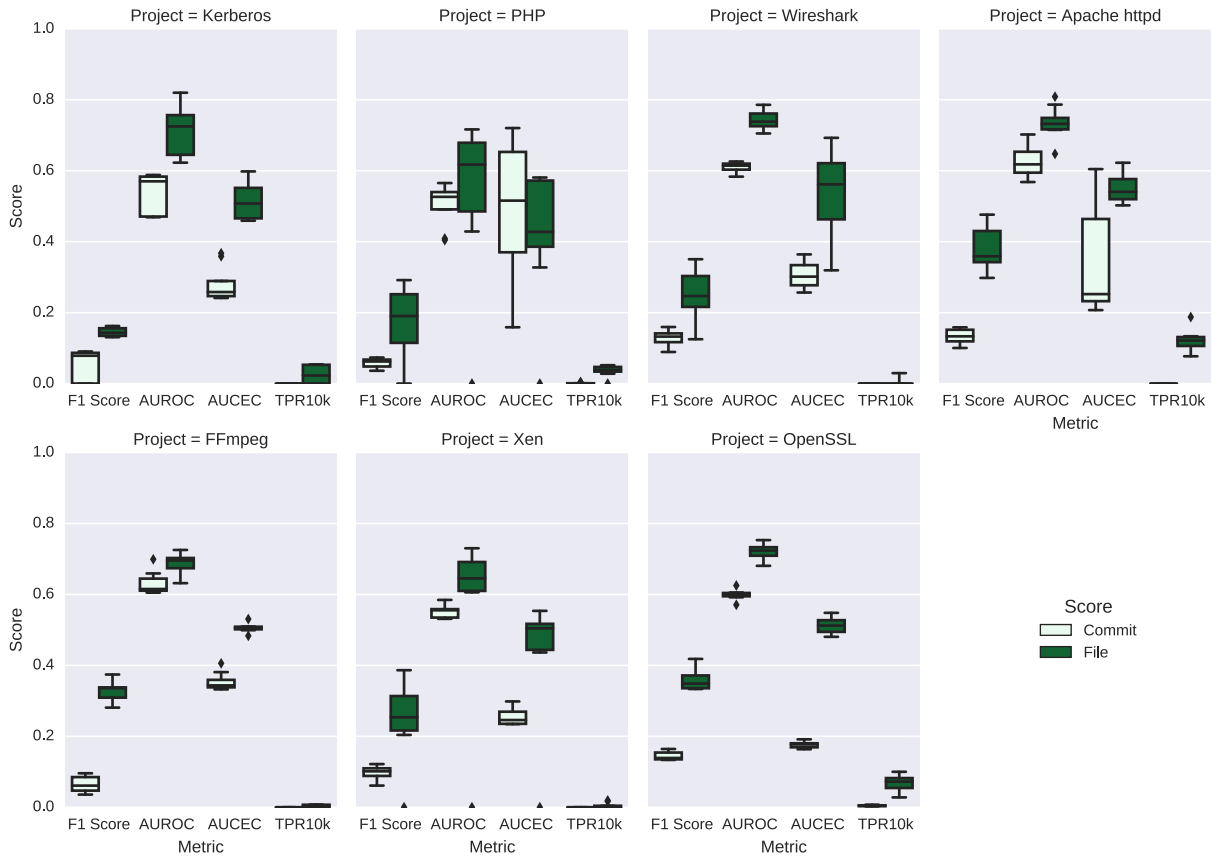 Project = Kerberos
Project = PHP
Project = Wireshark
Project = Apache httpd
Score
1.0
0.8
0.6
0.4
0.2
0.0
F1 Score AUROC AUCEC TPR10k
F1 Score AUROC AUCEC TPR10k
F1 Score AUROC AUCEC TPR10k
F1 Score AUROC AUCEC TPR10k
Metric
Project = FFmpeg
Project = Xen
Project = OpenSSL
Score
1.0
0.8
0.6
0.4
0.2
0.0
F1 Score AUROC AUCEC TPR10k
Metric
F1 Score AUROC AUCEC TPR10k
Metric
F1 Score AUROC AUCEC TPR10k
Metric
Score
Commit
File